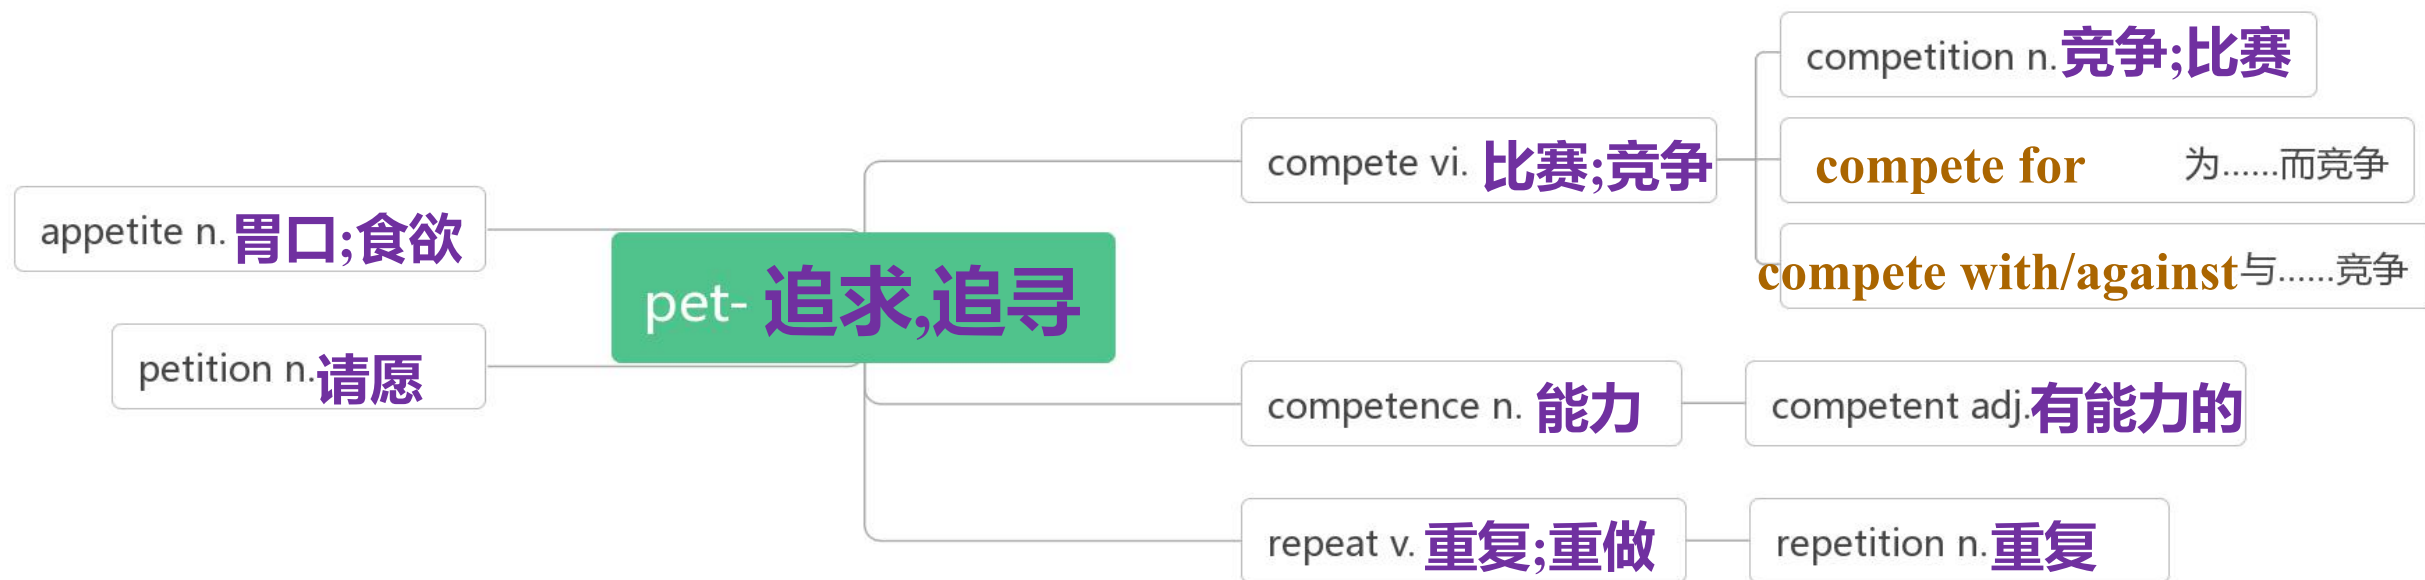 appetite n.胃口;食欲
petition n.请愿
pet- 追求,追寻
compete vi. 比赛;竞争
competition n.竞争;比赛
compete for 为……而竞争
compete with/against与……竞争
competence n. 能力
competent adj.有能力的
repeat v. 重复;重做
repetition n.重复